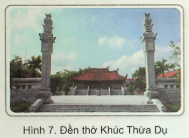 Hình 7. Đền thờ Khúc Thừa Dụ